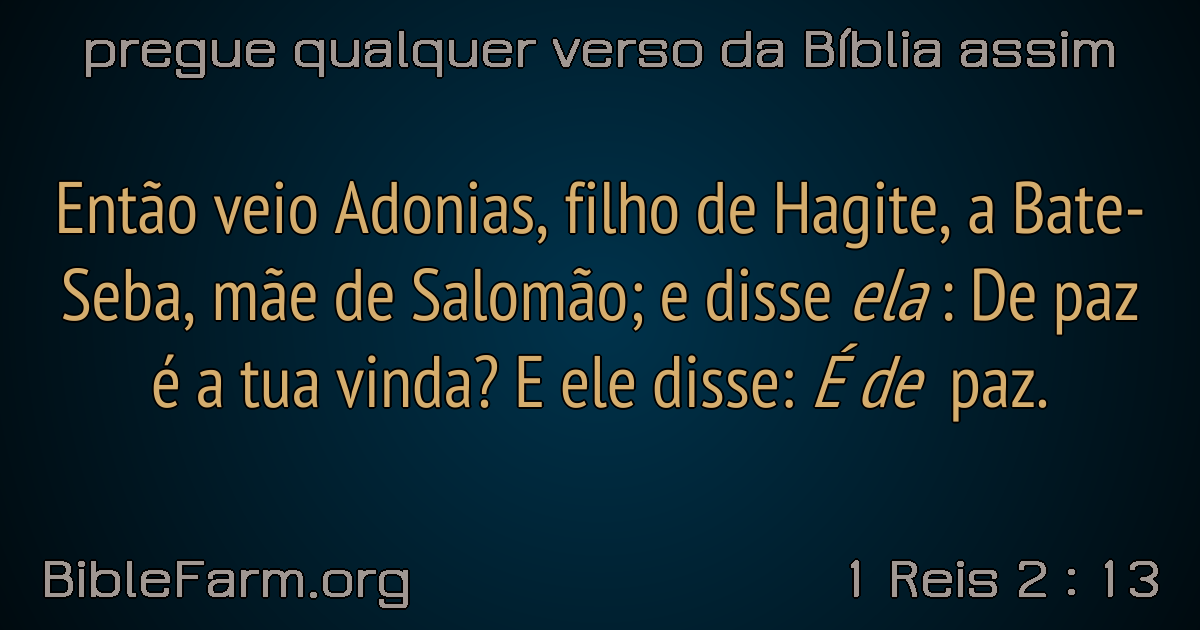 pregue qualquer verso da Bíblia assim
Então veio Adonias, filho de Hagite, a Bate-
Seba, mãe de Salomão; e disse ela : De paz
é a tua vinda? E ele disse: É de paz.
BibleFarm.org
1 Reis 2 : 13